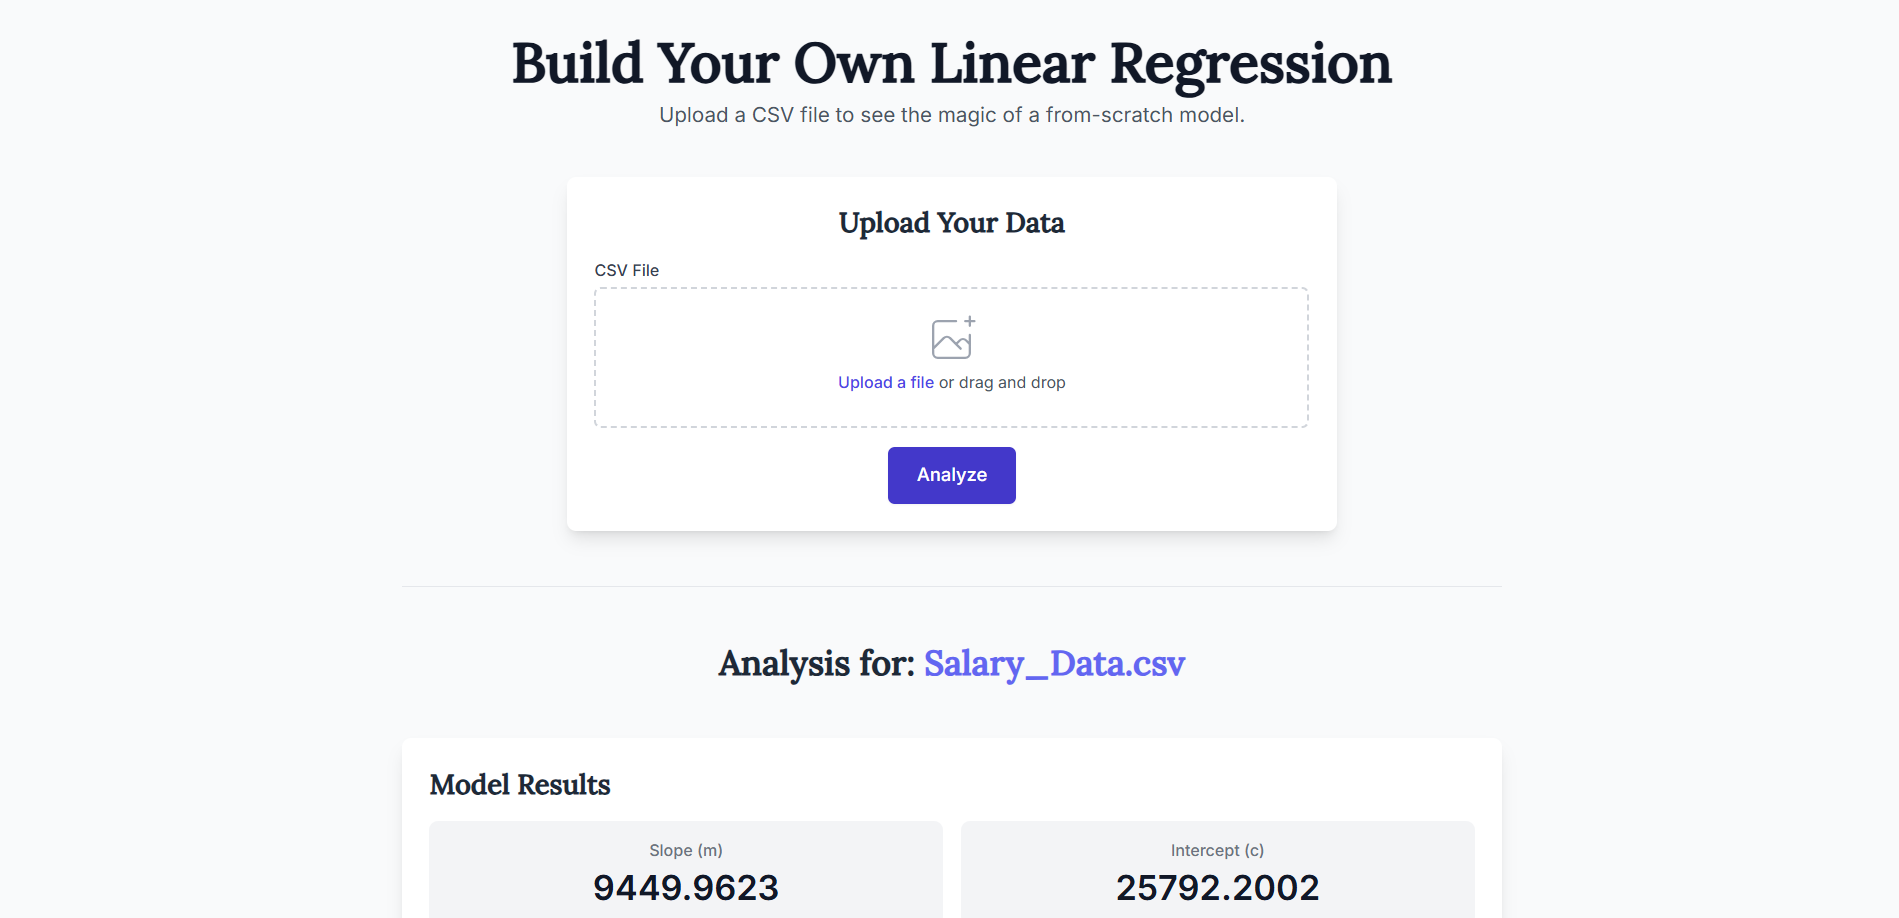 Build Your Own Linear Regression
Upload a CSV file to see the magic of a from-scratch model.
Upload Your Data
CSV File
Upload a file or drag and drop
Analyze
Analysis for: Salary_Data.csv
Model Results
Slope (m)
9449.9623
Intercept (c)
25792.2002